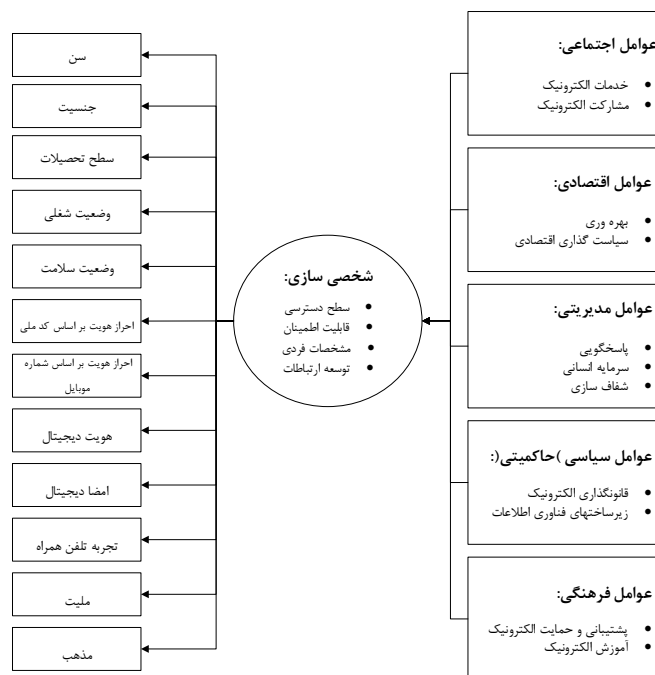 عوامل اجتماعی:
خدمات الکترونیک
مشارکت الکترونیک
عوامل اقتصادی:
بهره وری
سیاست گذاری اقتصادی
عوامل مدیریتی:
پاسخگویی
سرمایه انسانی
شفاف سازی
عوامل سیاسی )حاکمیتی(:
قانونگذاری الکترونیک
زیرساختهای فناوری اطلاعات
عوامل فرهنگی:
پشتیبانی و حمایت الکترونیک
آموزش الکترونیک
شخصی سازی:
سطح دسترسی
قابلیت اطمینان
مشخصات فردی
توسعه ارتباطات
سن
جنسیت
سطح تحصیلات
وضعیت شغلی
وضعیت سلامت
احراز هویت بر اساس کد ملی
احراز هویت بر اساس شماره
موبایل
هویت دیجیتال
امضا دیجیتال
تجربه تلفن همراه
ملیت
مذهب